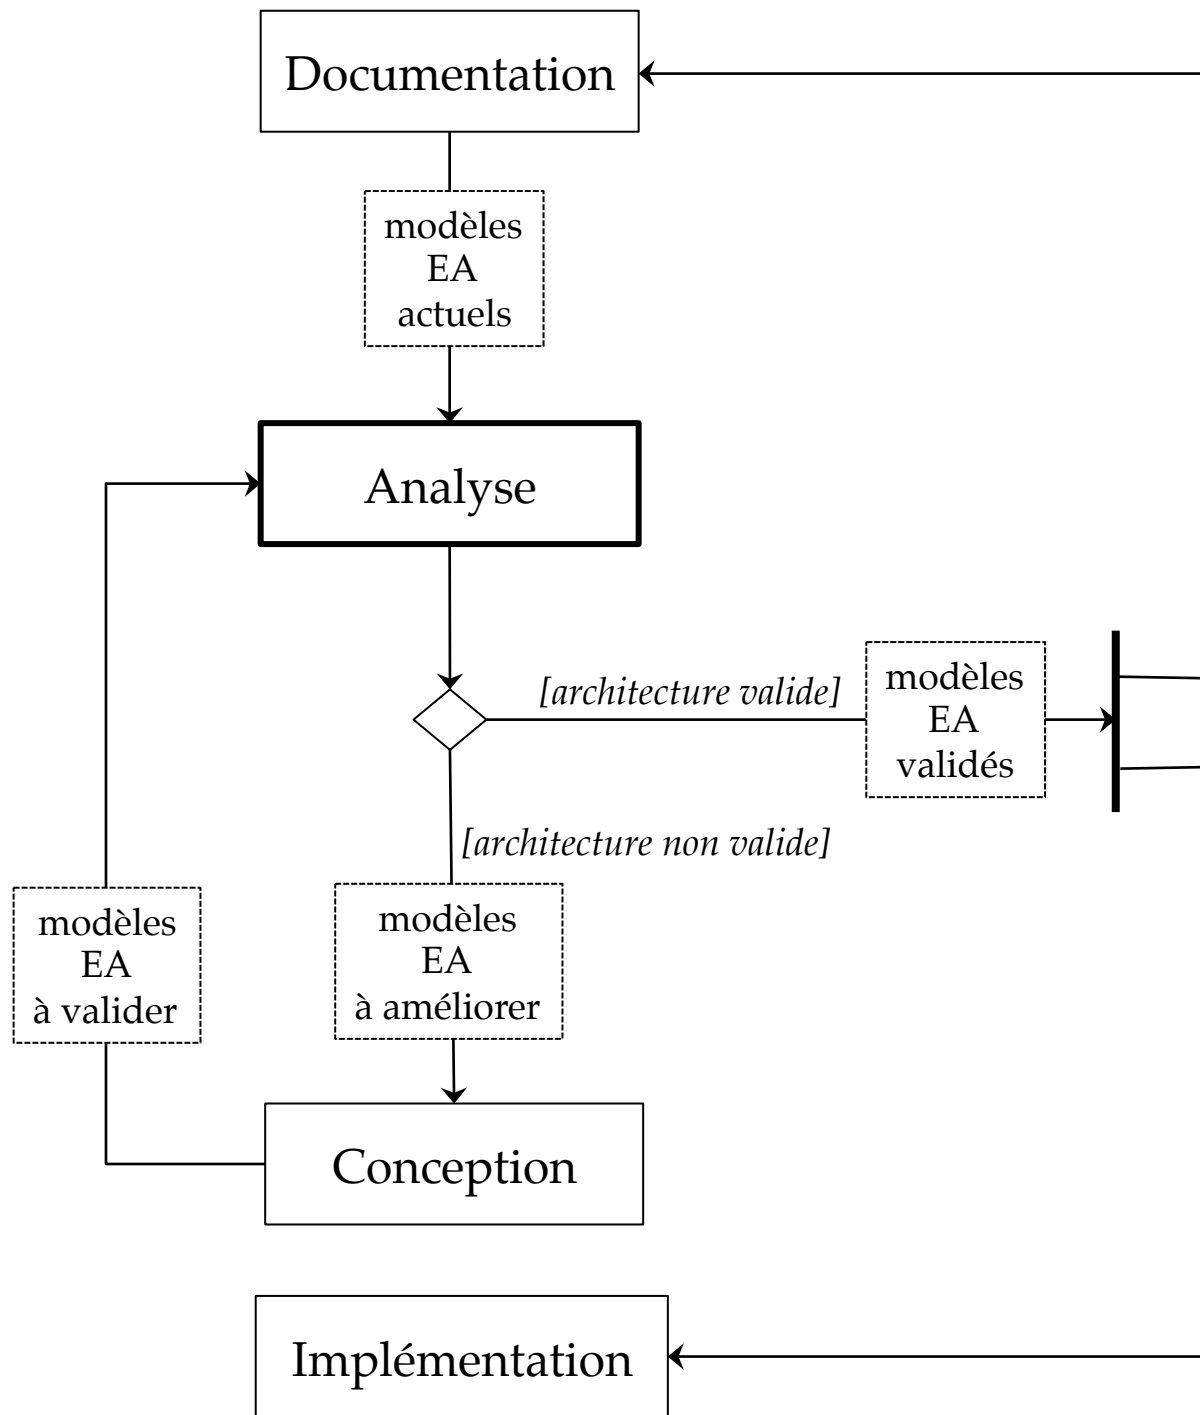 Documentation
modèles
EA
actuels
Analyse
[architecture valide]
modèles
EA
validés
[architecture non valide]
modèles
EA
à valider
modèles
EA
à améliorer
Conception
Implémentation